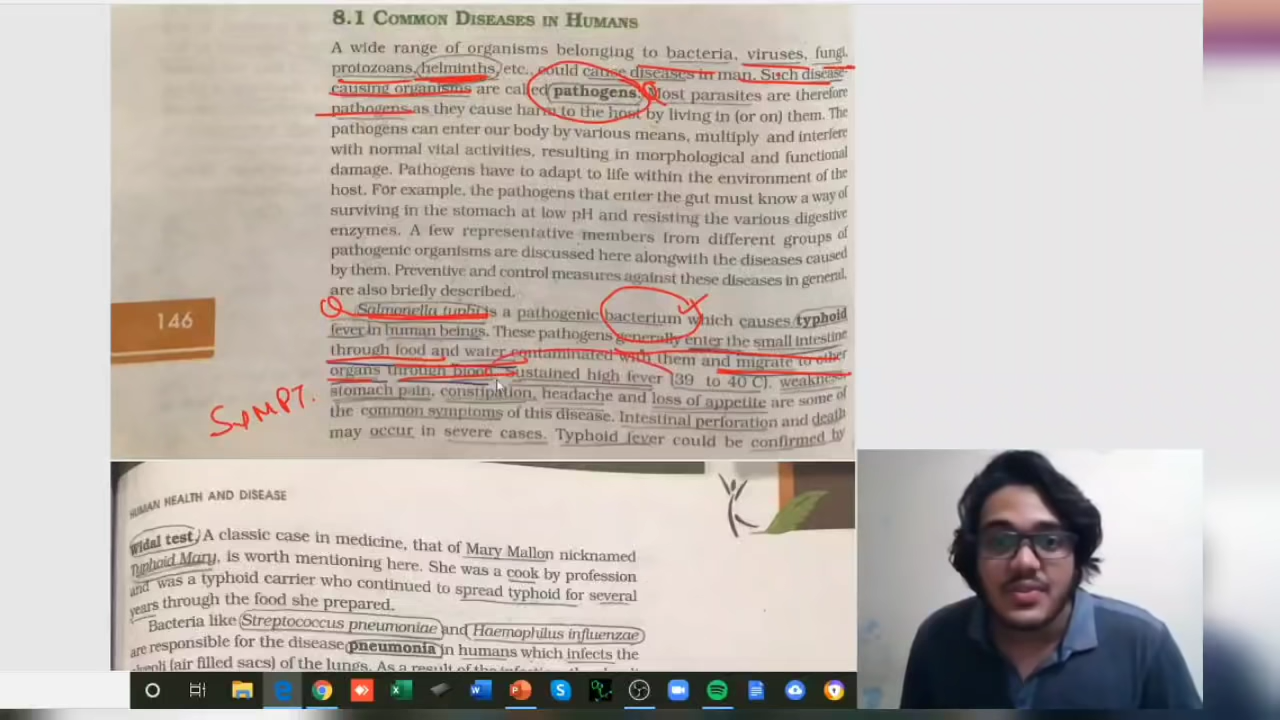 8.1 COMMON DISEASES IN HUMANS
A wide range of organisms belonging to bacteria, viruses, fungi,
protozoans, helminths, etc., could cause diseases in man. Such disease-
causing organisms are called pathogens. Most parasites are therefore
pathogens as they cause harm to the host by living in (or on) them. The
pathogens can enter our body by various means, multiply and interfere
with normal vital activities, resulting in morphological and functional
damage. Pathogens have to adapt to life within the environment of the
host. For example, the pathogens that enter the gut must know a way of
surviving in the stomach at low pH and resisting the various digestive
enzymes. A few representative members from different groups of
pathogenic organisms are discussed here alongwith the diseases caused
by them. Preventive and control measures against these diseases in general,
are also briefly described.
Salmonella typhi is a pathogenic bacterium which causes typhoid
146
fever in human beings. These pathogens generally enter the small intestine
through food and water contaminated with them and migrate to other
organs through blood. Sustained high fever (39 to 40 C), weakness,
stomach pain, constipation, headache and loss of appetite are some of
SYMPT.
the common symptoms of this disease. Intestinal perforation and death
may occur in severe cases. Typhoid fever could be confirmed by
HUMAN HEALTH AND DISEASE
Widal test. A classic case in medicine, that of Mary Mallon nicknamed
Typhoid Mary, is worth mentioning here. She was a cook by profession
and was a typhoid carrier who continued to spread typhoid for several
years through the food she prepared.
Bacteria like Streptococcus pneumoniae and Haemophilus influenzae
are responsible for the disease pneumonia in humans which infects the
alveoli (air filled sacs) of the lungs. As a result of the